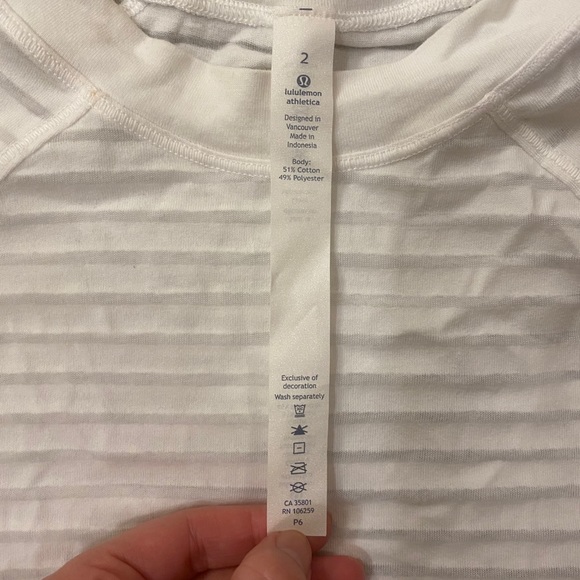 2
lululemon
athletica
Designed in
Vancouver
Made in
Indonesia
Body:
51% Cotton
49% Polyester
Exclusive of
decoration
Wash separately
CA 35801
RN 106259
P6